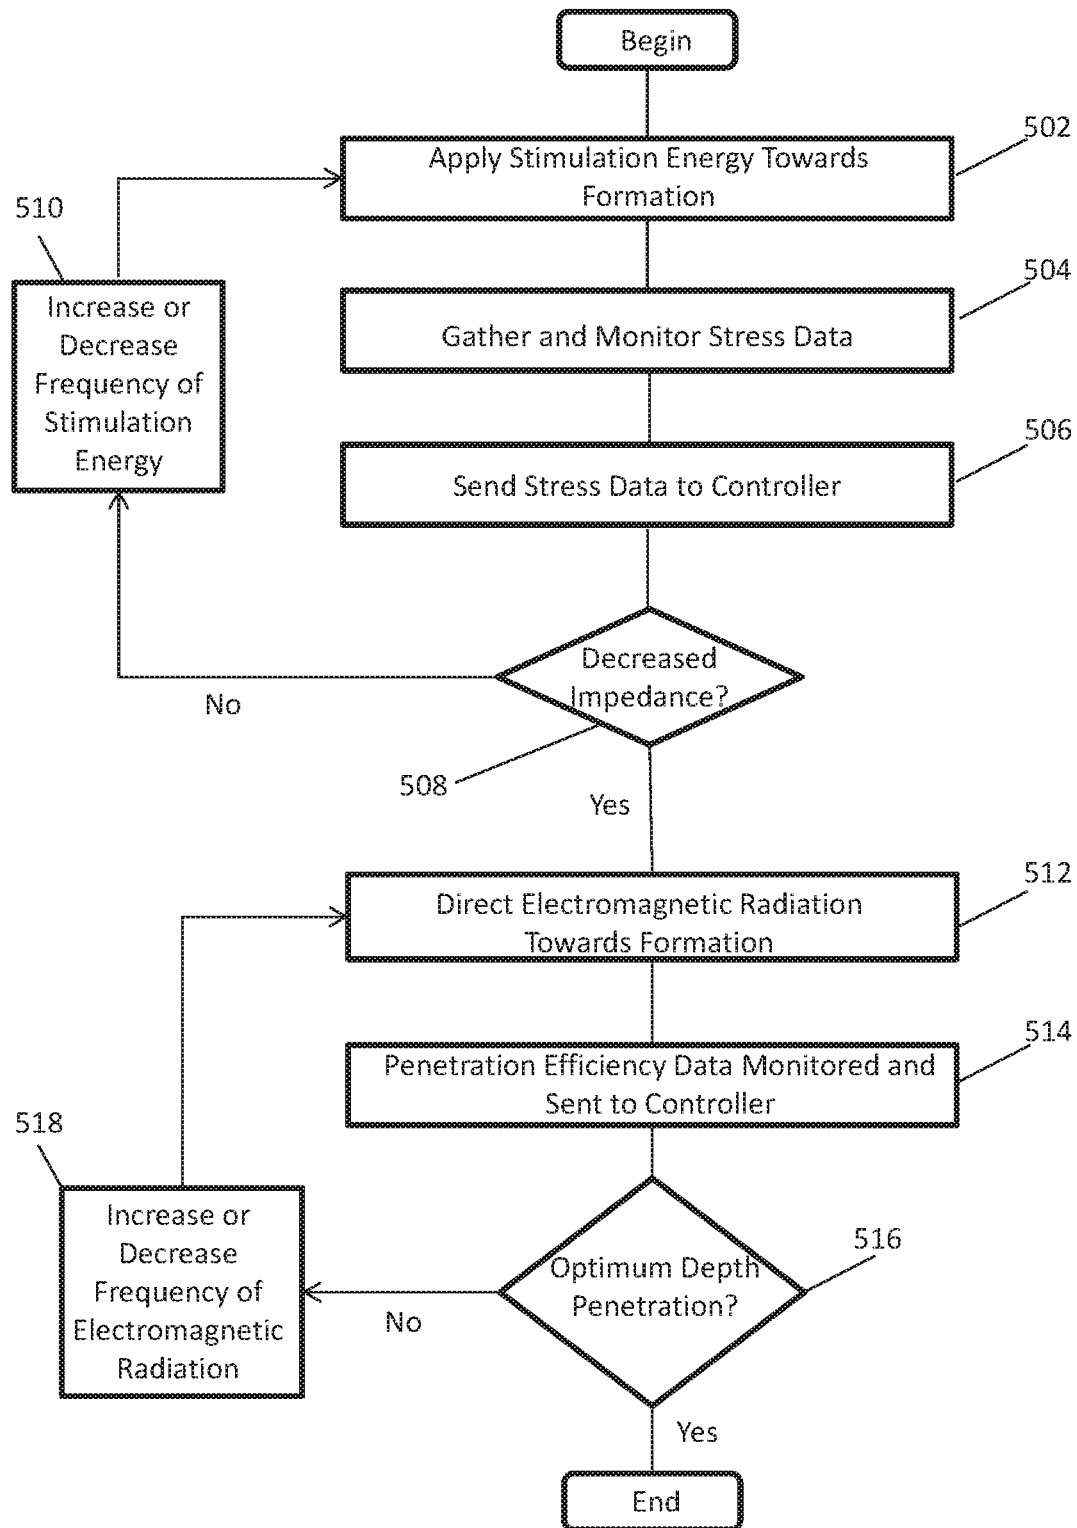 Begin
502
Apply Stimulation Energy Towards
Formation
510
504
Increase or
Decrease
Frequency of
Stimulation
Energy
Gather and Monitor Stress Data
506
Send Stress Data to Controller
Decreased
Impedance?
No
508
Yes
512
Direct Electromagnetic Radiation
Towards Formation
514
Penetration Efficiency Data Monitored and
Sent to Controller
518
Increase or
Decrease
Frequency of
Electromagnetic
Radiation
516
Optimum Depth
Penetration?
No
Yes
End